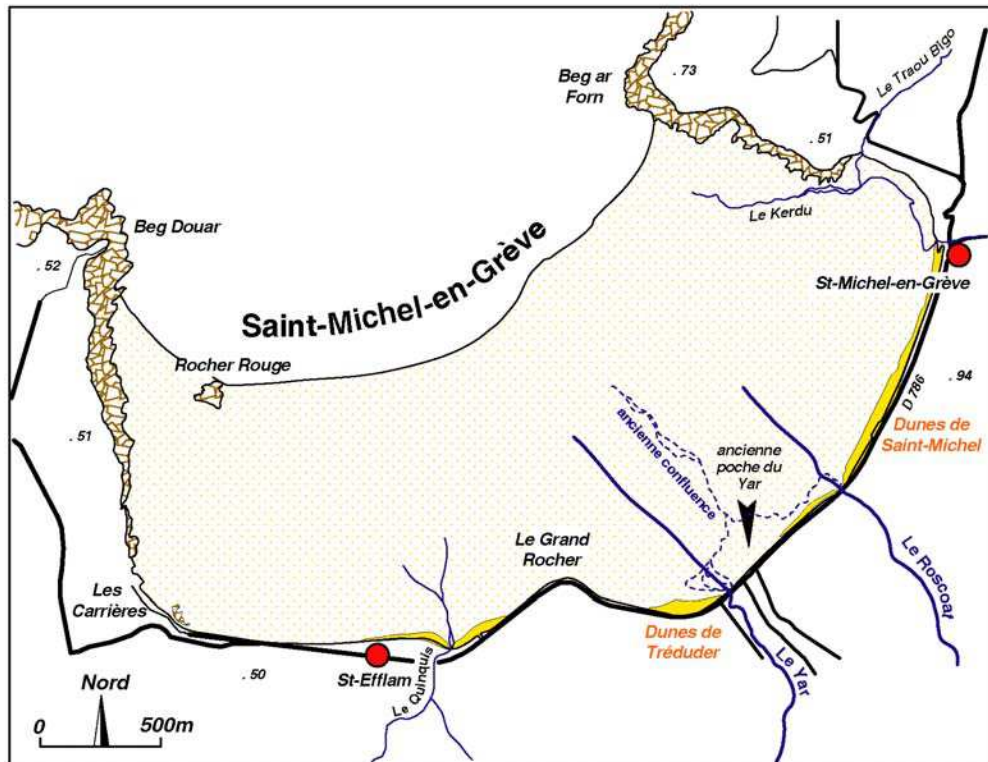 Le Traou Bigo
Beg ar
Forn
. 73
. 51
Le Kerdu
Beg Douar
. 52
St-Michel-en-Grève
Saint-Michel-en-Grève
Rocher Rouge
. 94
D 786
Dunes de
Saint-Michel
. 51
ancienne confluence
ancienne
poche du
Yar
Le Grand
Rocher
Le Roscoat
Les
Carrières
Dunes de
Tréduder
Le Yar
. 50
St-Efflam
Le Quinquis
Nord
0 500m